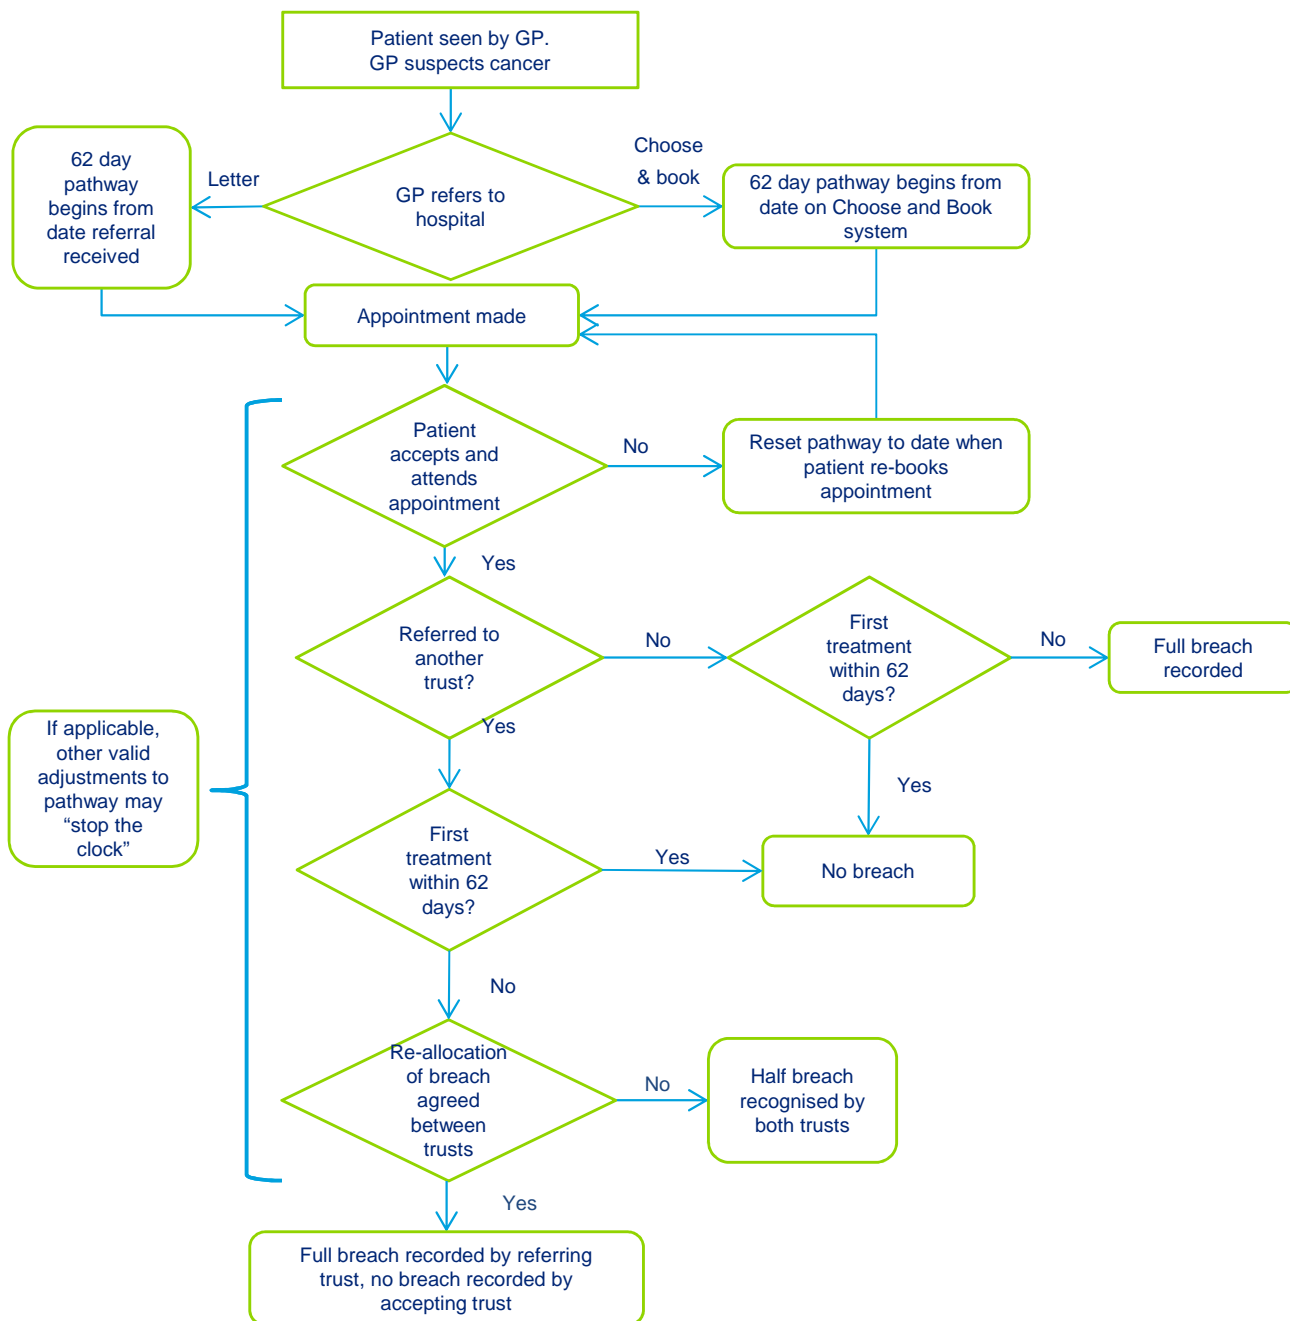 Patient seen by GP.
GP suspects cancer
62 day
pathway
begins from
date referral
received
Letter
GP refers to
hospital
Choose
& book
62 day pathway begins from
date on Choose and Book
system
Appointment made
Patient
accepts and
attends
appointment
No
Reset pathway to date when
patient re-books
appointment
Yes
Referred to
another
trust?
No
First
treatment
within 62
days?
No
Full breach
recorded
Yes
Yes
If applicable,
other valid
adjustments to
pathway may
“stop the
clock”
First
treatment
within 62
days?
Yes
No breach
No
Re-allocation
of breach
agreed
between
trusts
No
Half breach
recognised by
both trusts
Yes
Full breach recorded by referring
trust, no breach recorded by
accepting trust